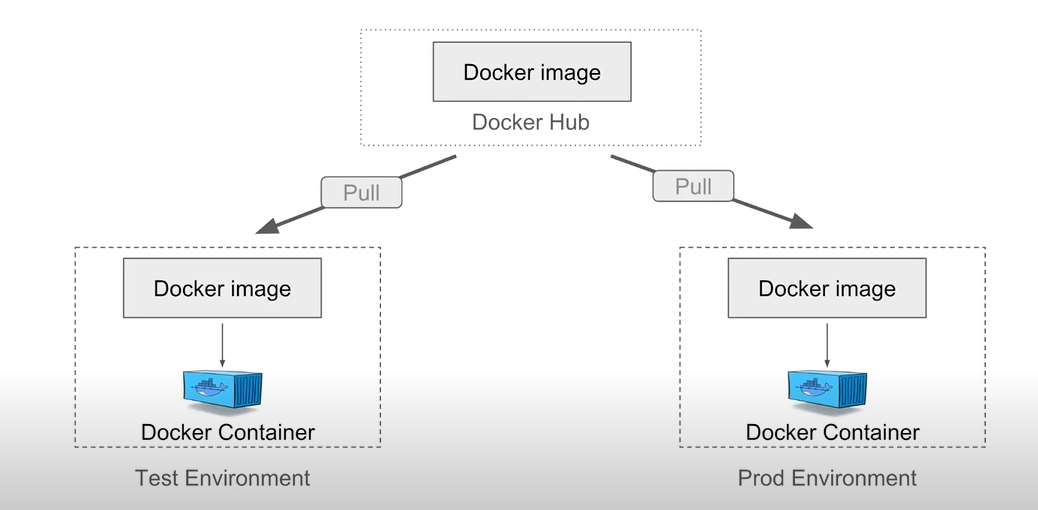 Docker image
Docker Hub
Pull
Pull
Docker image
Docker Container
Test Environment
Docker image
Docker Container
Prod Environment